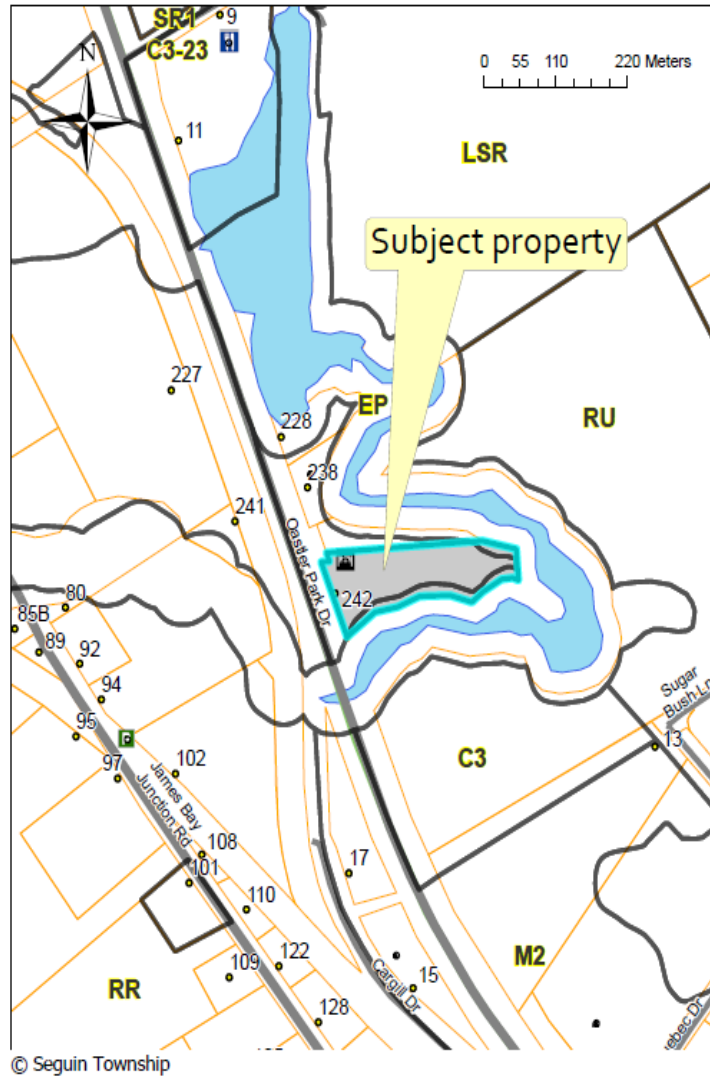 SR1
9
C3-23
N
0 55 110 220 Meters
11
LSR
Subject property
227
EP
RU
228
238
241
Oastler Park Dr
242
80
85B
89
92
94
95
97
102
James Bay
Junction Rd
Sugar
Bush Ln
13
C3
108
101
17
110
109
122
15
M2
RR
Cargill Dr
128
© Seguin Township